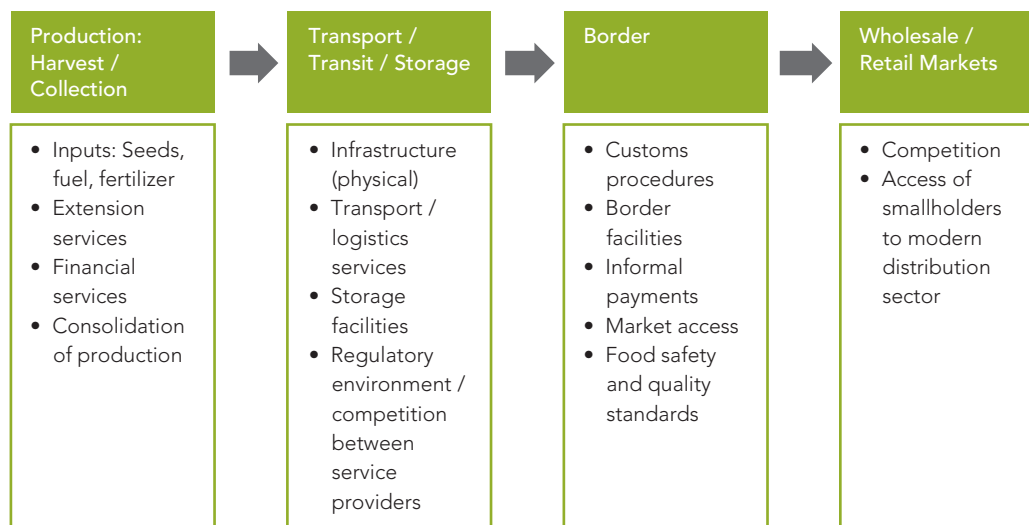 Production:
Harvest /
Collection
Transport /
Transit / Storage
Border
Wholesale /
Retail Markets
• Inputs: Seeds,
fuel, fertilizer
• Extension
services
• Financial
services
• Consolidation
of production
• Infrastructure
(physical)
• Transport /
logistics
services
• Storage
facilities
• Regulatory
environment /
competition
between
service
providers
• Customs
procedures
• Border
facilities
• Informal
payments
• Market access
• Food safety
and quality
standards
• Competition
• Access of
smallholders
to modern
distribution
sector